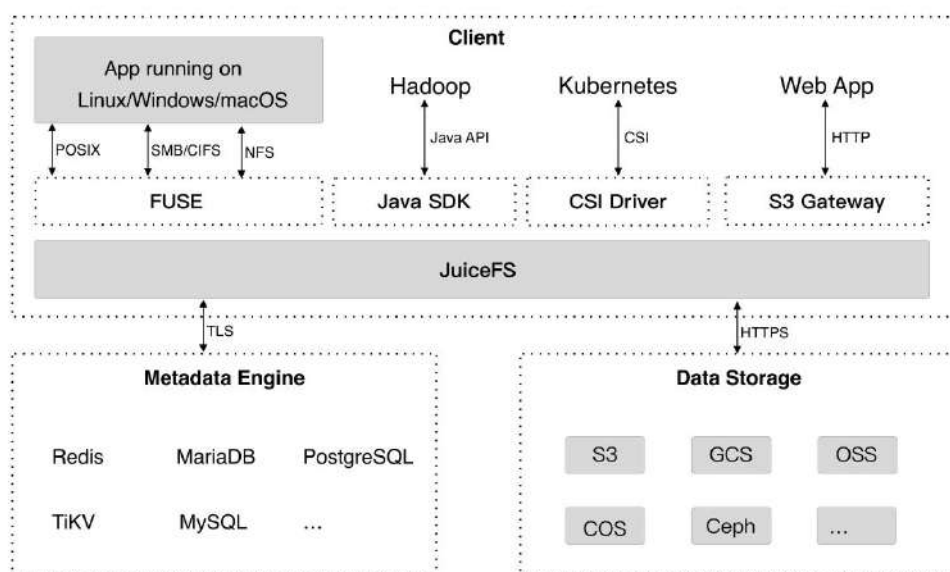 Client
App running on
Linux/Windows/macOS
Hadoop
Kubernetes
Web App
POSIX
SMB/CIFS
NFS
Java API
CSI
HTTP
FUSE
Java SDK
CSI Driver
S3 Gateway
JuiceFS
TLS
HTTPS
Metadata Engine
Redis
MariaDB
PostgreSQL
TiKV
MySQL
...
Data Storage
S3
GCS
OSS
COS
Ceph
...